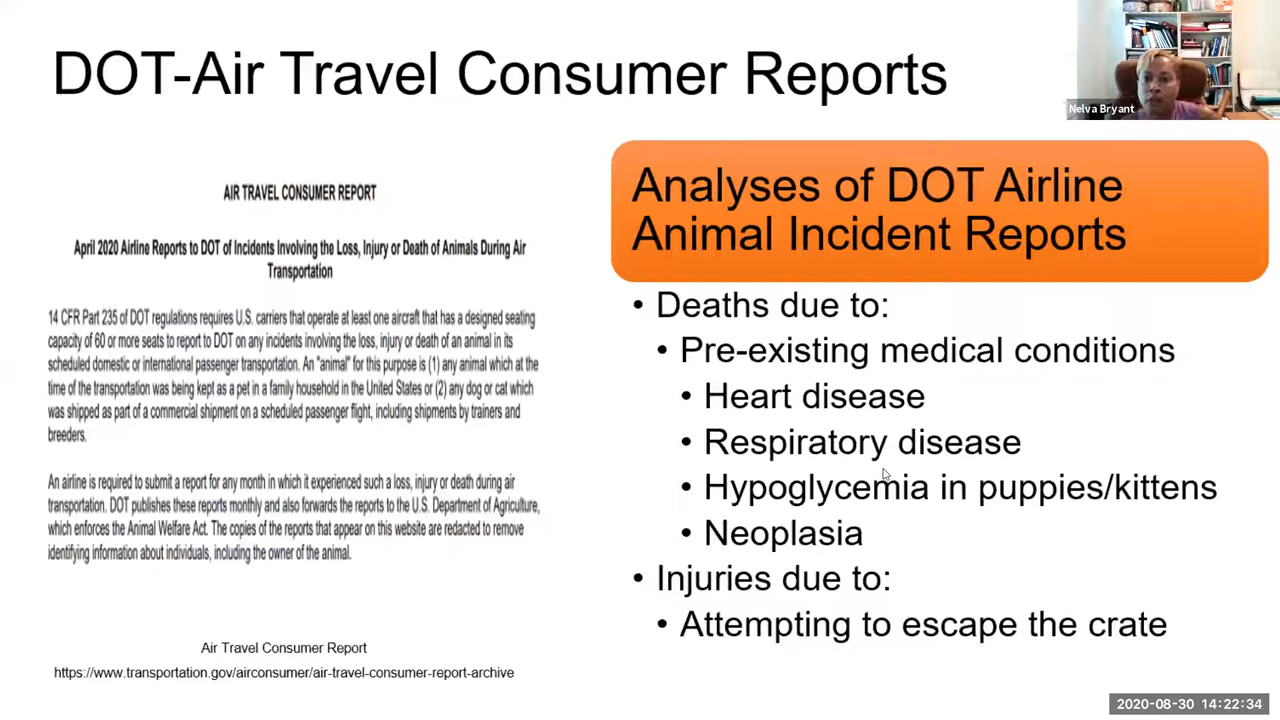 DOT-Air Travel Consumer Reports
Nelva Bryant
AIR TRAVEL CONSUMER REPORT
April 2020 Airline Reports to DOT of Incidents Involving the Loss, Injury or Death of Animals During Air
Transportation
14 CFR Part 235 of DOT regulations requires U.S. carriers that operate at least one aircraft that has a designed seating
capacity of 60 or more seats to report to DOT on any incidents involving the loss, injury or death of an animal in its
scheduled domestic or international passenger transportation. An "animal" for this purpose is (1) any animal which at the
time of the transportation was being kept as a pet in a family household in the United States or (2) any dog or cat which
was shipped as part of a commercial shipment on a scheduled passenger flight, including shipments by trainers and
breeders.
An airline is required to submit a report for any month in which it experienced such a loss, injury or death during air
transportation. DOT publishes these reports monthly and also forwards the reports to the U.S. Department of Agriculture,
which enforces the Animal Welfare Act. The copies of the reports that appear on this website are redacted to remove
identifying information about individuals, including the owner of the animal.
Air Travel Consumer Report
https://www.transportation.gov/airconsumer/air-travel-consumer-report-archive
Analyses of DOT Airline
Animal Incident Reports
• Deaths due to:
• Pre-existing medical conditions
• Heart disease
• Respiratory disease
• Hypoglycemia in puppies/kittens
• Neoplasia
• Injuries due to:
• Attempting to escape the crate
2020-08-30 14:22:34